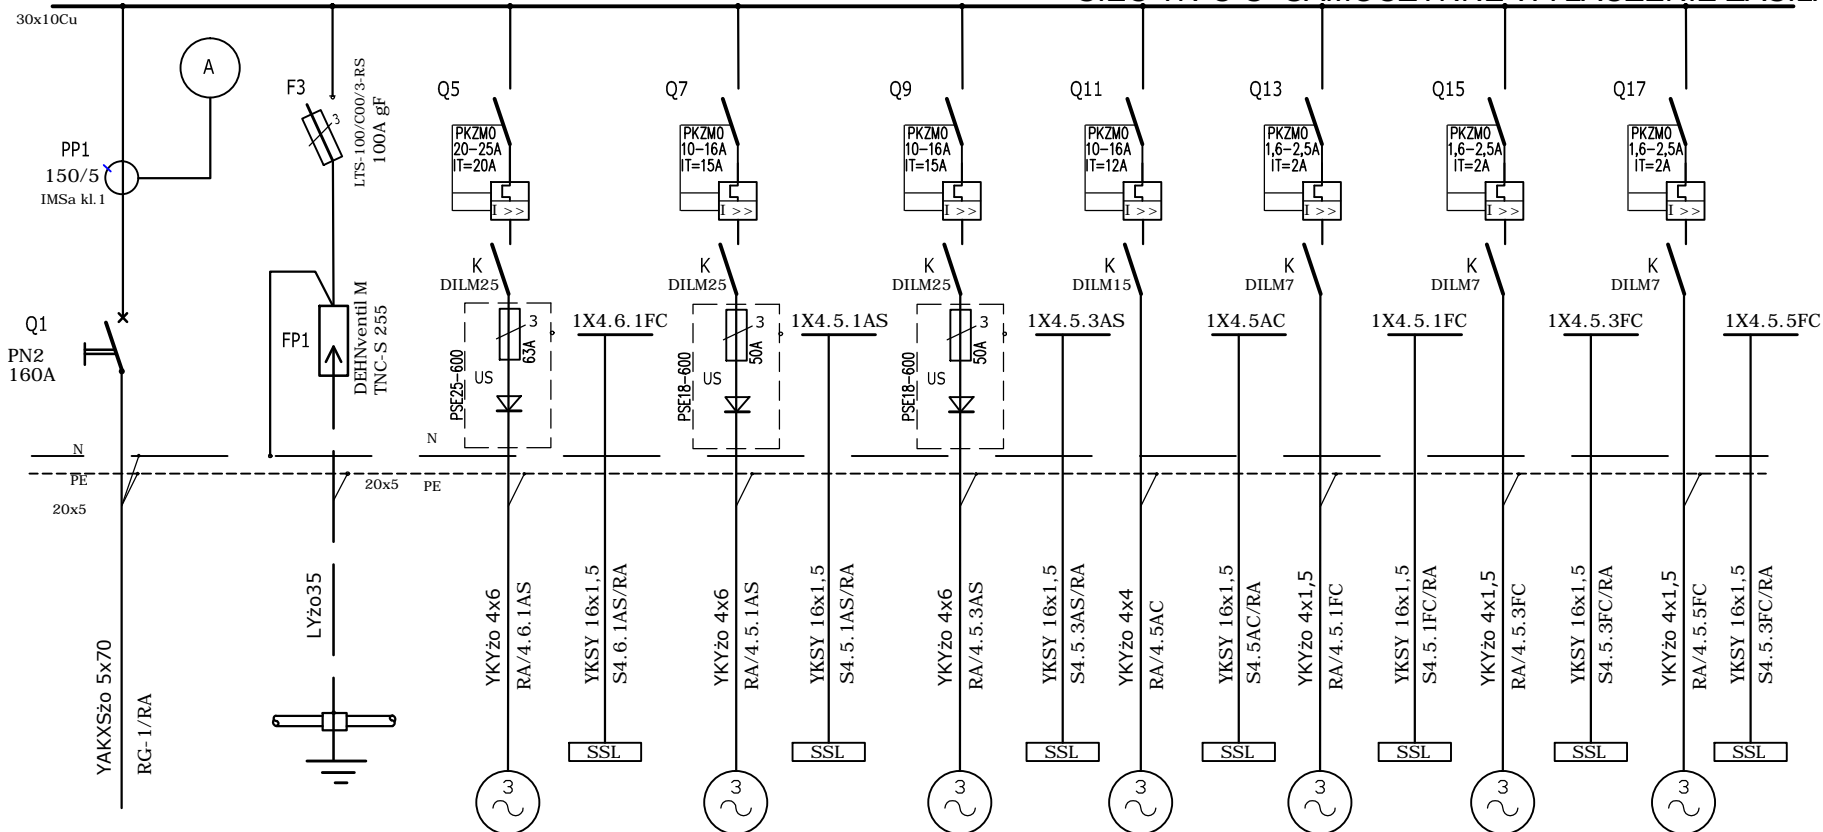 30x10Cu
A
PP1
150/5
IMSa kl.1
Q1
PN2
160A
N
PE
20x5
YAKXSżo 5x70
RG-1/RA
F3
3
LTS-100/C00/3-RS
100A gF
FP1
DEHNventil M
TNC-S 255
20x5
LYżo35
N
PE
Q5
PKZM0
20-25A
IT=20A
I >>
K
DILM25
3
63A
US
PSE25-600
YKYżo 4x6
RA/4.6.1AS
3
1X4.6.1FC
YKSY 16x1,5
S4.6.1AS/RA
SSL
Q7
PKZM0
10-16A
IT=15A
I >>
K
DILM25
3
50A
US
PSE18-600
YKYżo 4x6
RA/4.5.1AS
3
1X4.5.1AS
YKSY 16x1,5
S4.5.1AS/RA
SSL
Q9
PKZM0
10-16A
IT=15A
I >>
K
DILM25
3
50A
US
PSE18-600
YKYżo 4x6
RA/4.5.3AS
3
1X4.5.3AS
YKSY 16x1,5
S4.5.3AS/RA
SSL
Q11
PKZM0
10-16A
IT=12A
I >>
K
DILM15
YKYżo 4x4
RA/4.5AC
3
1X4.5AC
YKSY 16x1,5
S4.5AC/RA
SSL
Q13
PKZM0
1,6-2,5A
IT=2A
I >>
K
DILM7
YKYżo 4x1,5
RA/4.5.1FC
3
1X4.5.1FC
YKSY 16x1,5
S4.5.1FC/RA
SSL
Q15
PKZM0
1,6-2,5A
IT=2A
I >>
K
DILM7
YKYżo 4x1,5
RA/4.5.3FC
3
1X4.5.3FC
YKSY 16x1,5
S4.5.3FC/RA
SSL
Q17
PKZM0
1,6-2,5A
IT=2A
I >>
K
DILM7
YKYżo 4x1,5
RA/4.5.5FC
3
1X4.5.5FC
YKSY 16x1,5
S4.5.3FC/RA
SSL